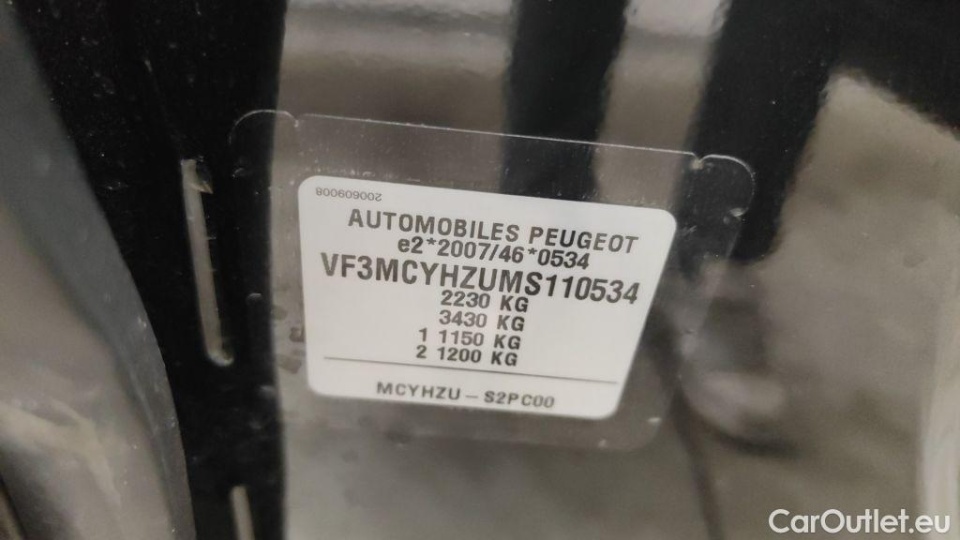 2006609008
AUTOMOBILES PEUGEOT
e2*2007/46*0534
VF3MCYHZUMS110534
2230 KG
3430 KG
1 1150 KG
2 1200 KG
MCYHZU - S2PC00
CarOutlet.eu